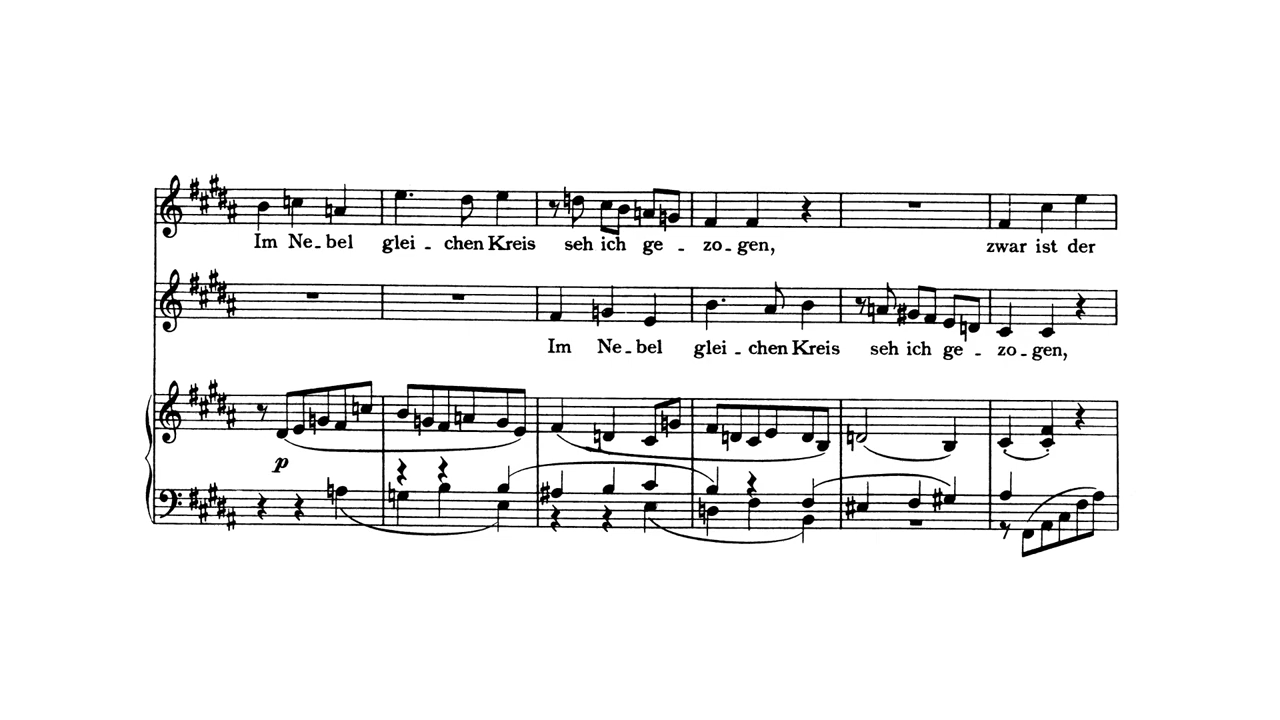 Im Ne - bel glei - chen Kreis seh ich ge - zo - gen, zwar ist der
Im Ne - bel glei - chen Kreis seh ich ge - zo - gen,
p